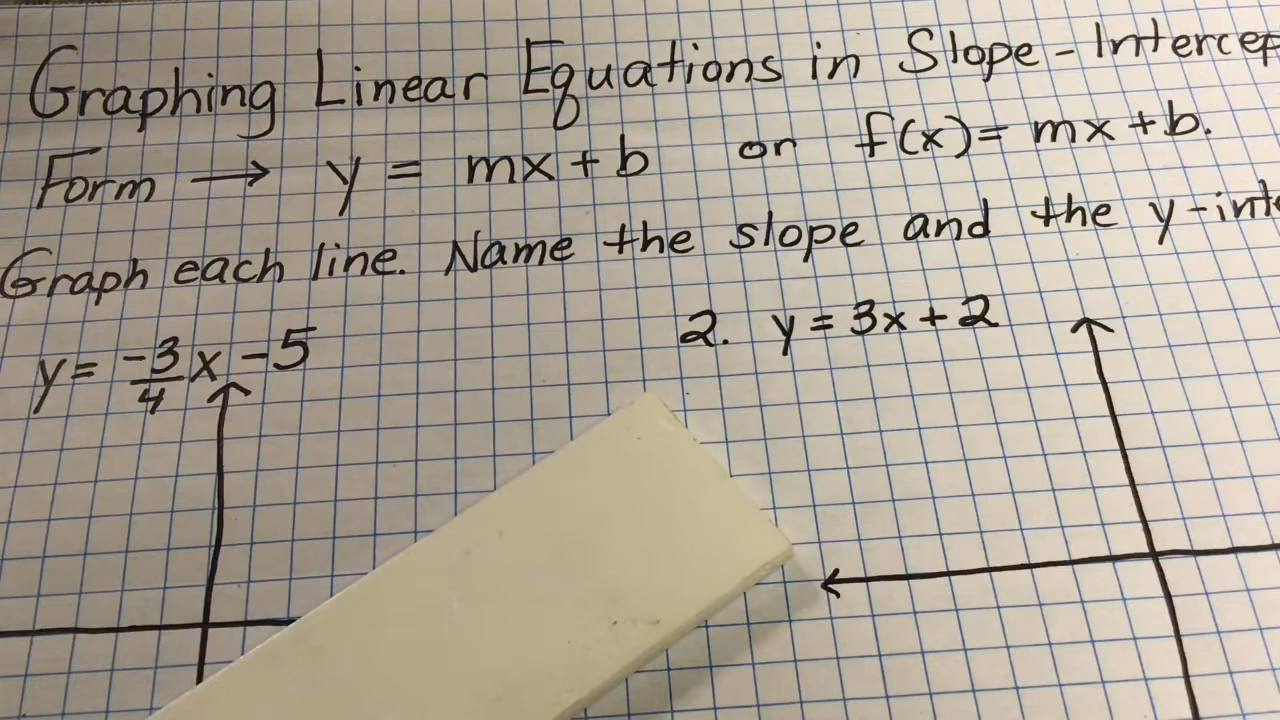 Graphing Linear Equations in Slope-Intercep
Form → y = mx + b or f(x) = mx + b.
Graph each line. Name the slope and the y-inte
y = -3/4 x - 5
2. y = 3x + 2